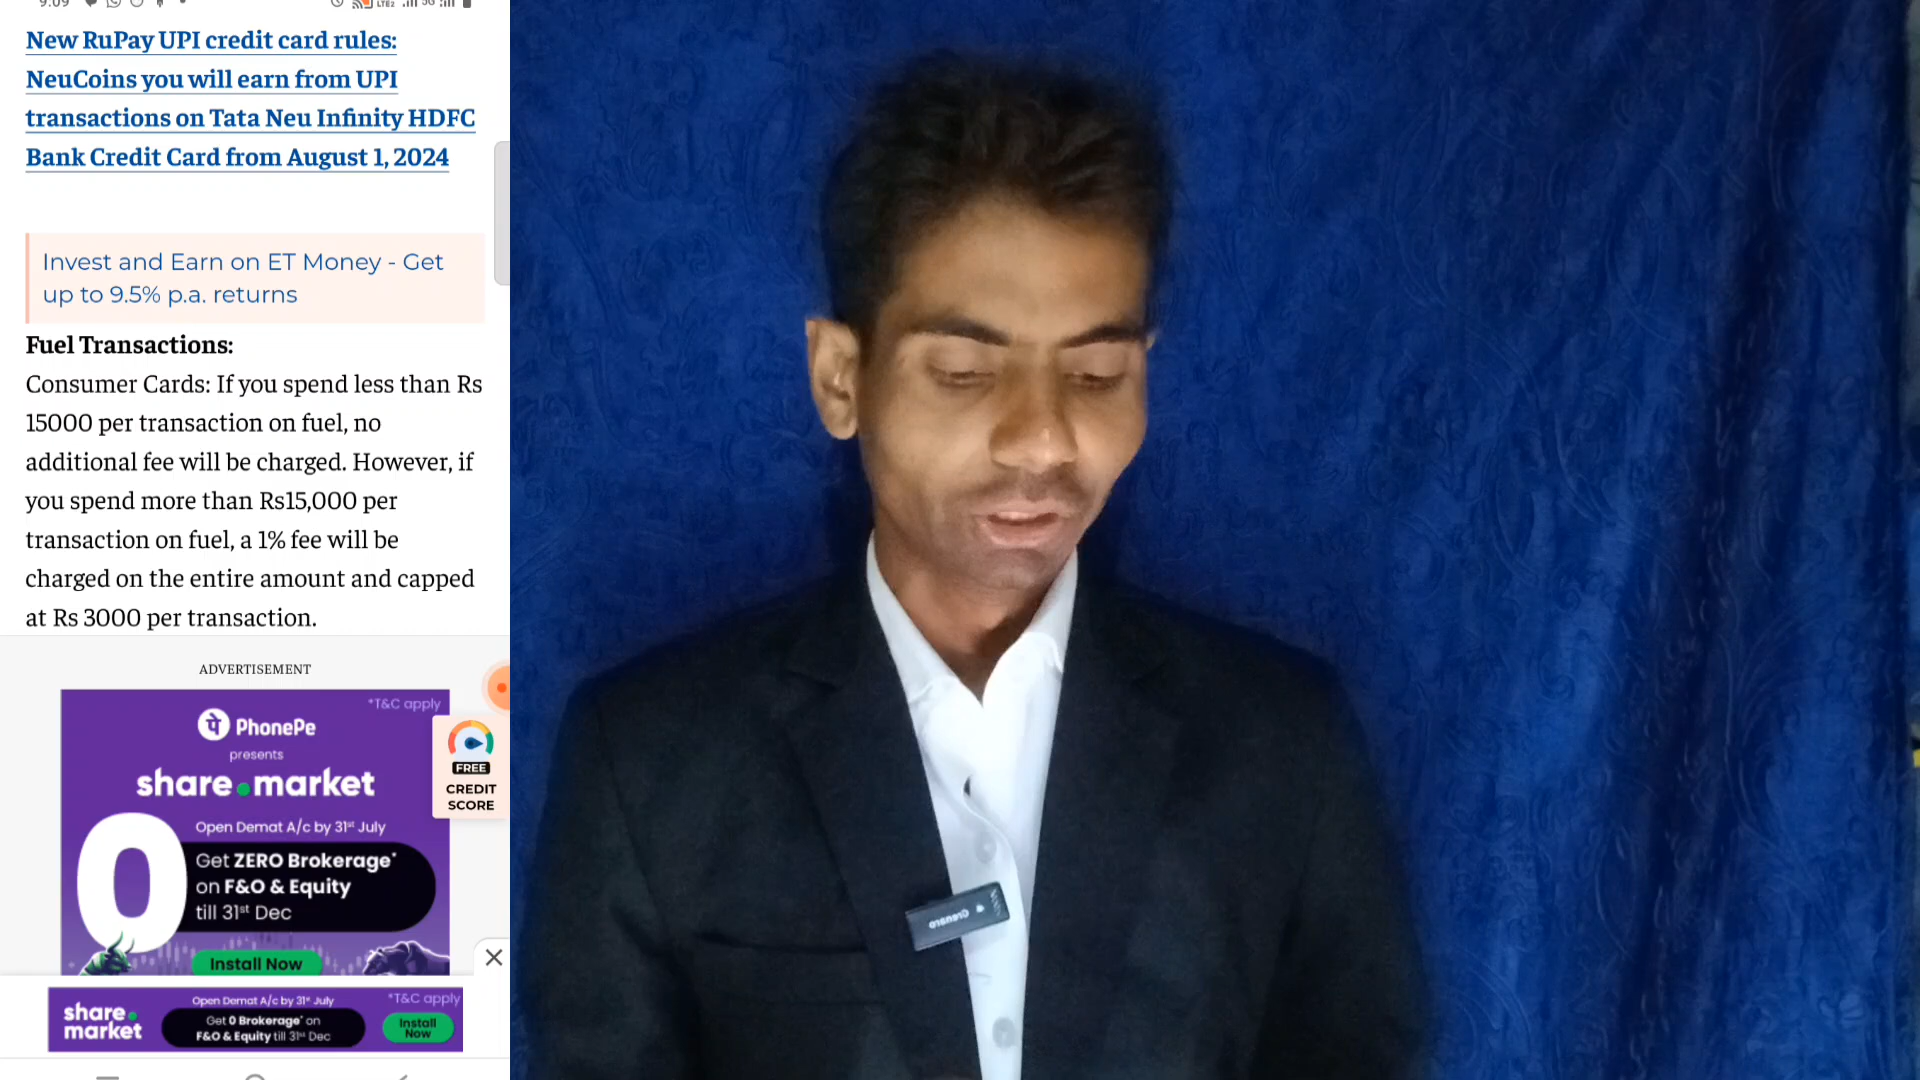 9:09
LTE2 5G
New RuPay UPI credit card rules:
NeuCoins you will earn from UPI
transactions on Tata Neu Infinity HDFC
Bank Credit Card from August 1, 2024
Invest and Earn on ET Money - Get
up to 9.5% p.a. returns
Fuel Transactions:
Consumer Cards: If you spend less than Rs
15000 per transaction on fuel, no
additional fee will be charged. However, if
you spend more than Rs15,000 per
transaction on fuel, a 1% fee will be
charged on the entire amount and capped
at Rs 3000 per transaction.
ADVERTISEMENT
*T&C apply
पे PhonePe
presents
share.market
FREE
CREDIT
SCORE
Open Demat A/c by 31st July
0
Get ZERO Brokerage*
on F&O & Equity
till 31st Dec
Install Now
share.
market
Open Demat A/c by 31st July
*T&C apply
Get 0 Brokerage* on
F&O & Equity till 31st Dec
Install
Now
Grenaro